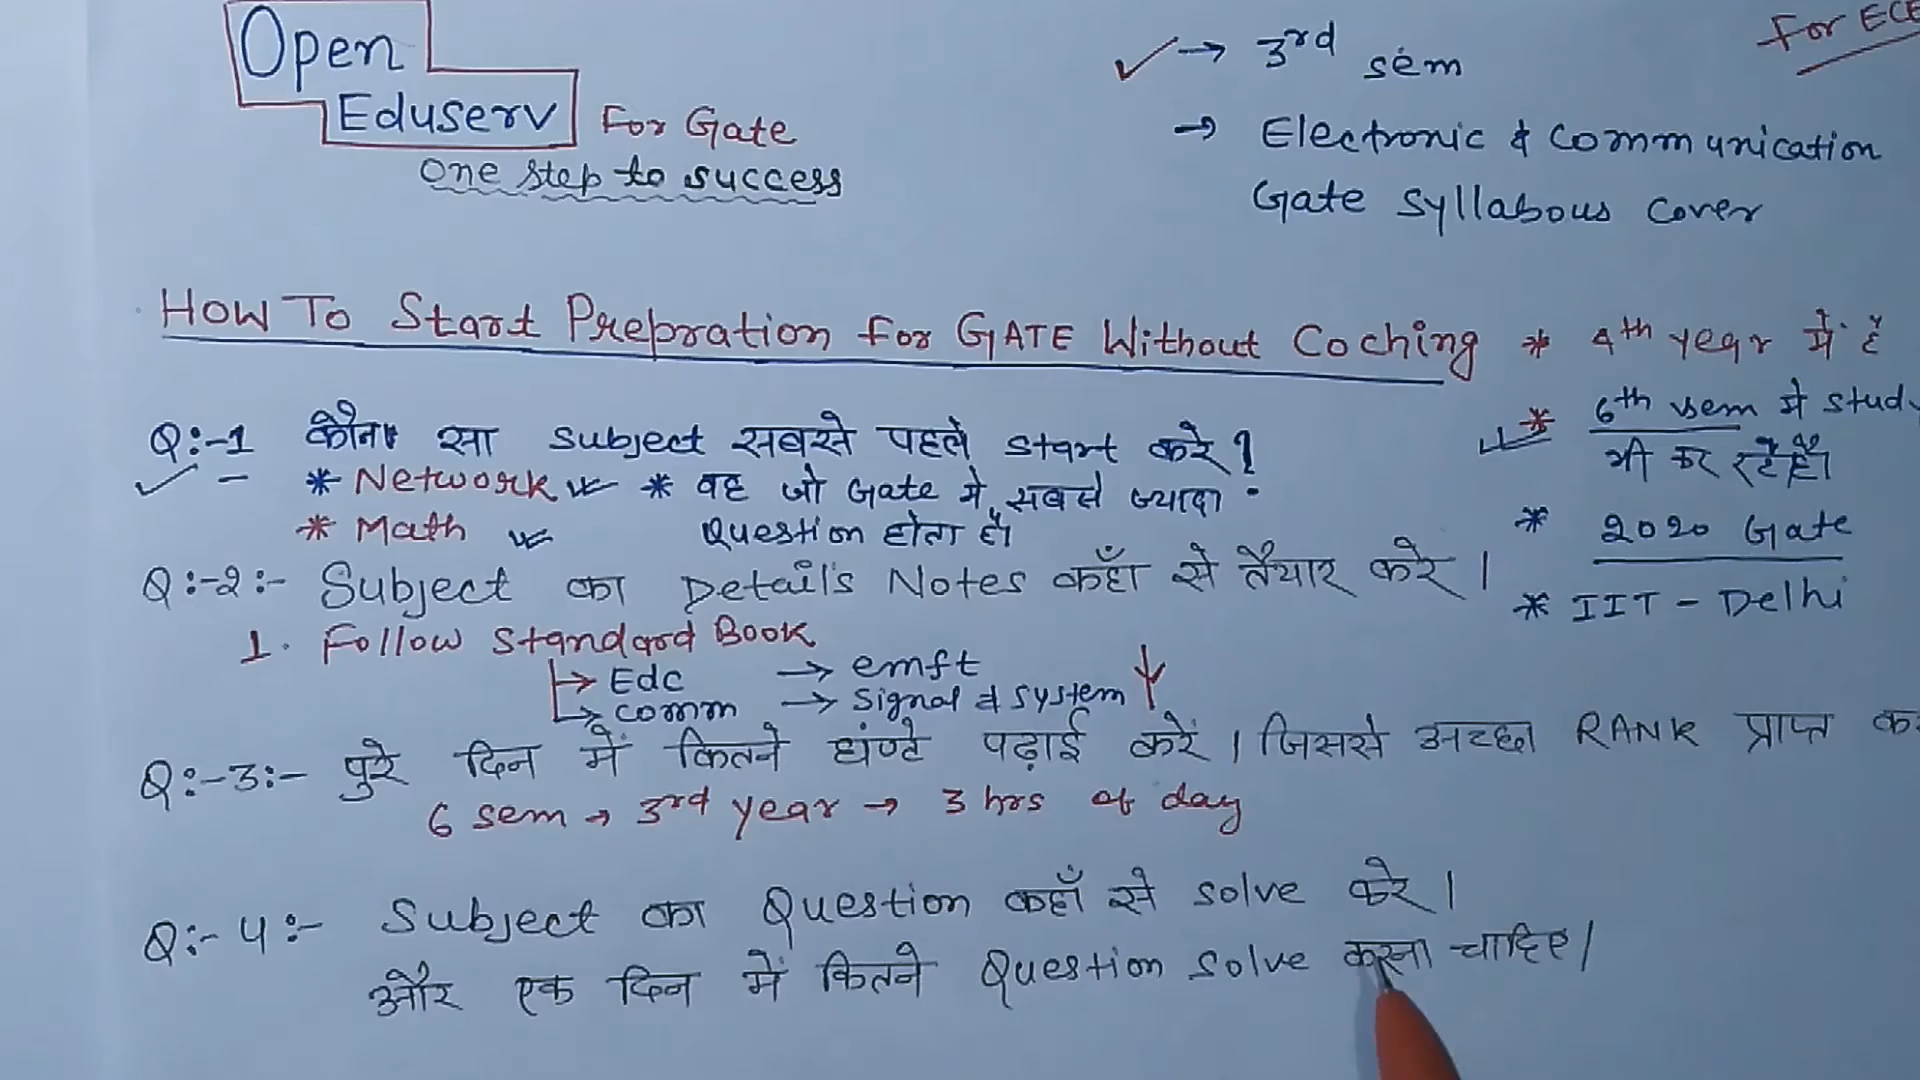 Open
Eduserv For Gate
One step to success
→ 3rd sem
→ Electronic & Communication
Gate Syllabous Cover
For ECE
HOW TO Start Prepration For GATE Without Coching
* 4th year में है
* 6th sem मे study
भी कर रहे है।
* 2020 Gate
* IIT - Delhi
Q:-1 कौन सा Subject सबसे पहले start करे?
- * Network * वह जो Gate मे सबसे ज्यादा
* Math Question होता है।
Q:-2:- Subject का Detail's Notes कहाँ से तैयार करे।
1. Follow Standard Book
→ Edc → emft
→ comm → Signal & System
Q:-3:- पुरे दिन में कितने घंण्टे पढ़ाई करें। जिससे अच्छा RANK प्राप्त
6 sem → 3rd year → 3 hrs of day
Q:-4:- Subject का Question कहाँ से solve करे।
और एक दिन में कितने Question solve करना चाहिए।